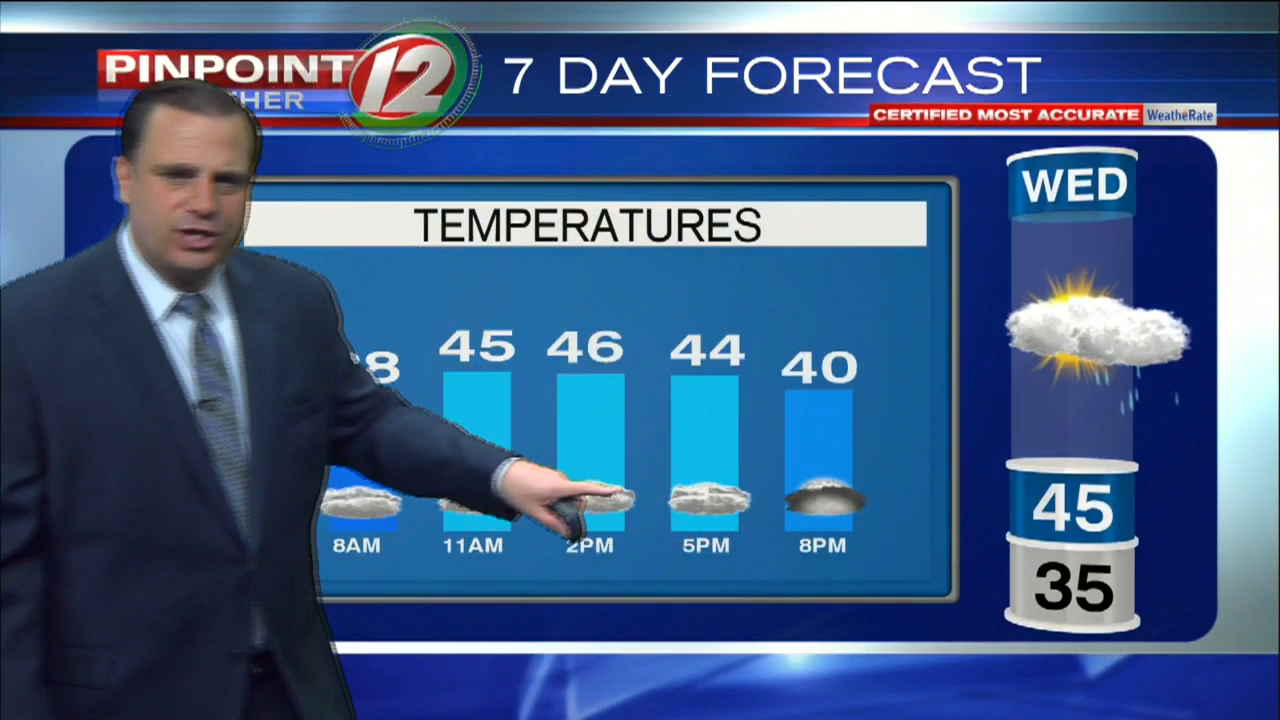 PINPOINT 12
7 DAY FORECAST
CERTIFIED MOST ACCURATE WeatheRate
WED
TEMPERATURES
45 46 44 40
8AM 11AM 2PM 5PM 8PM
45
35